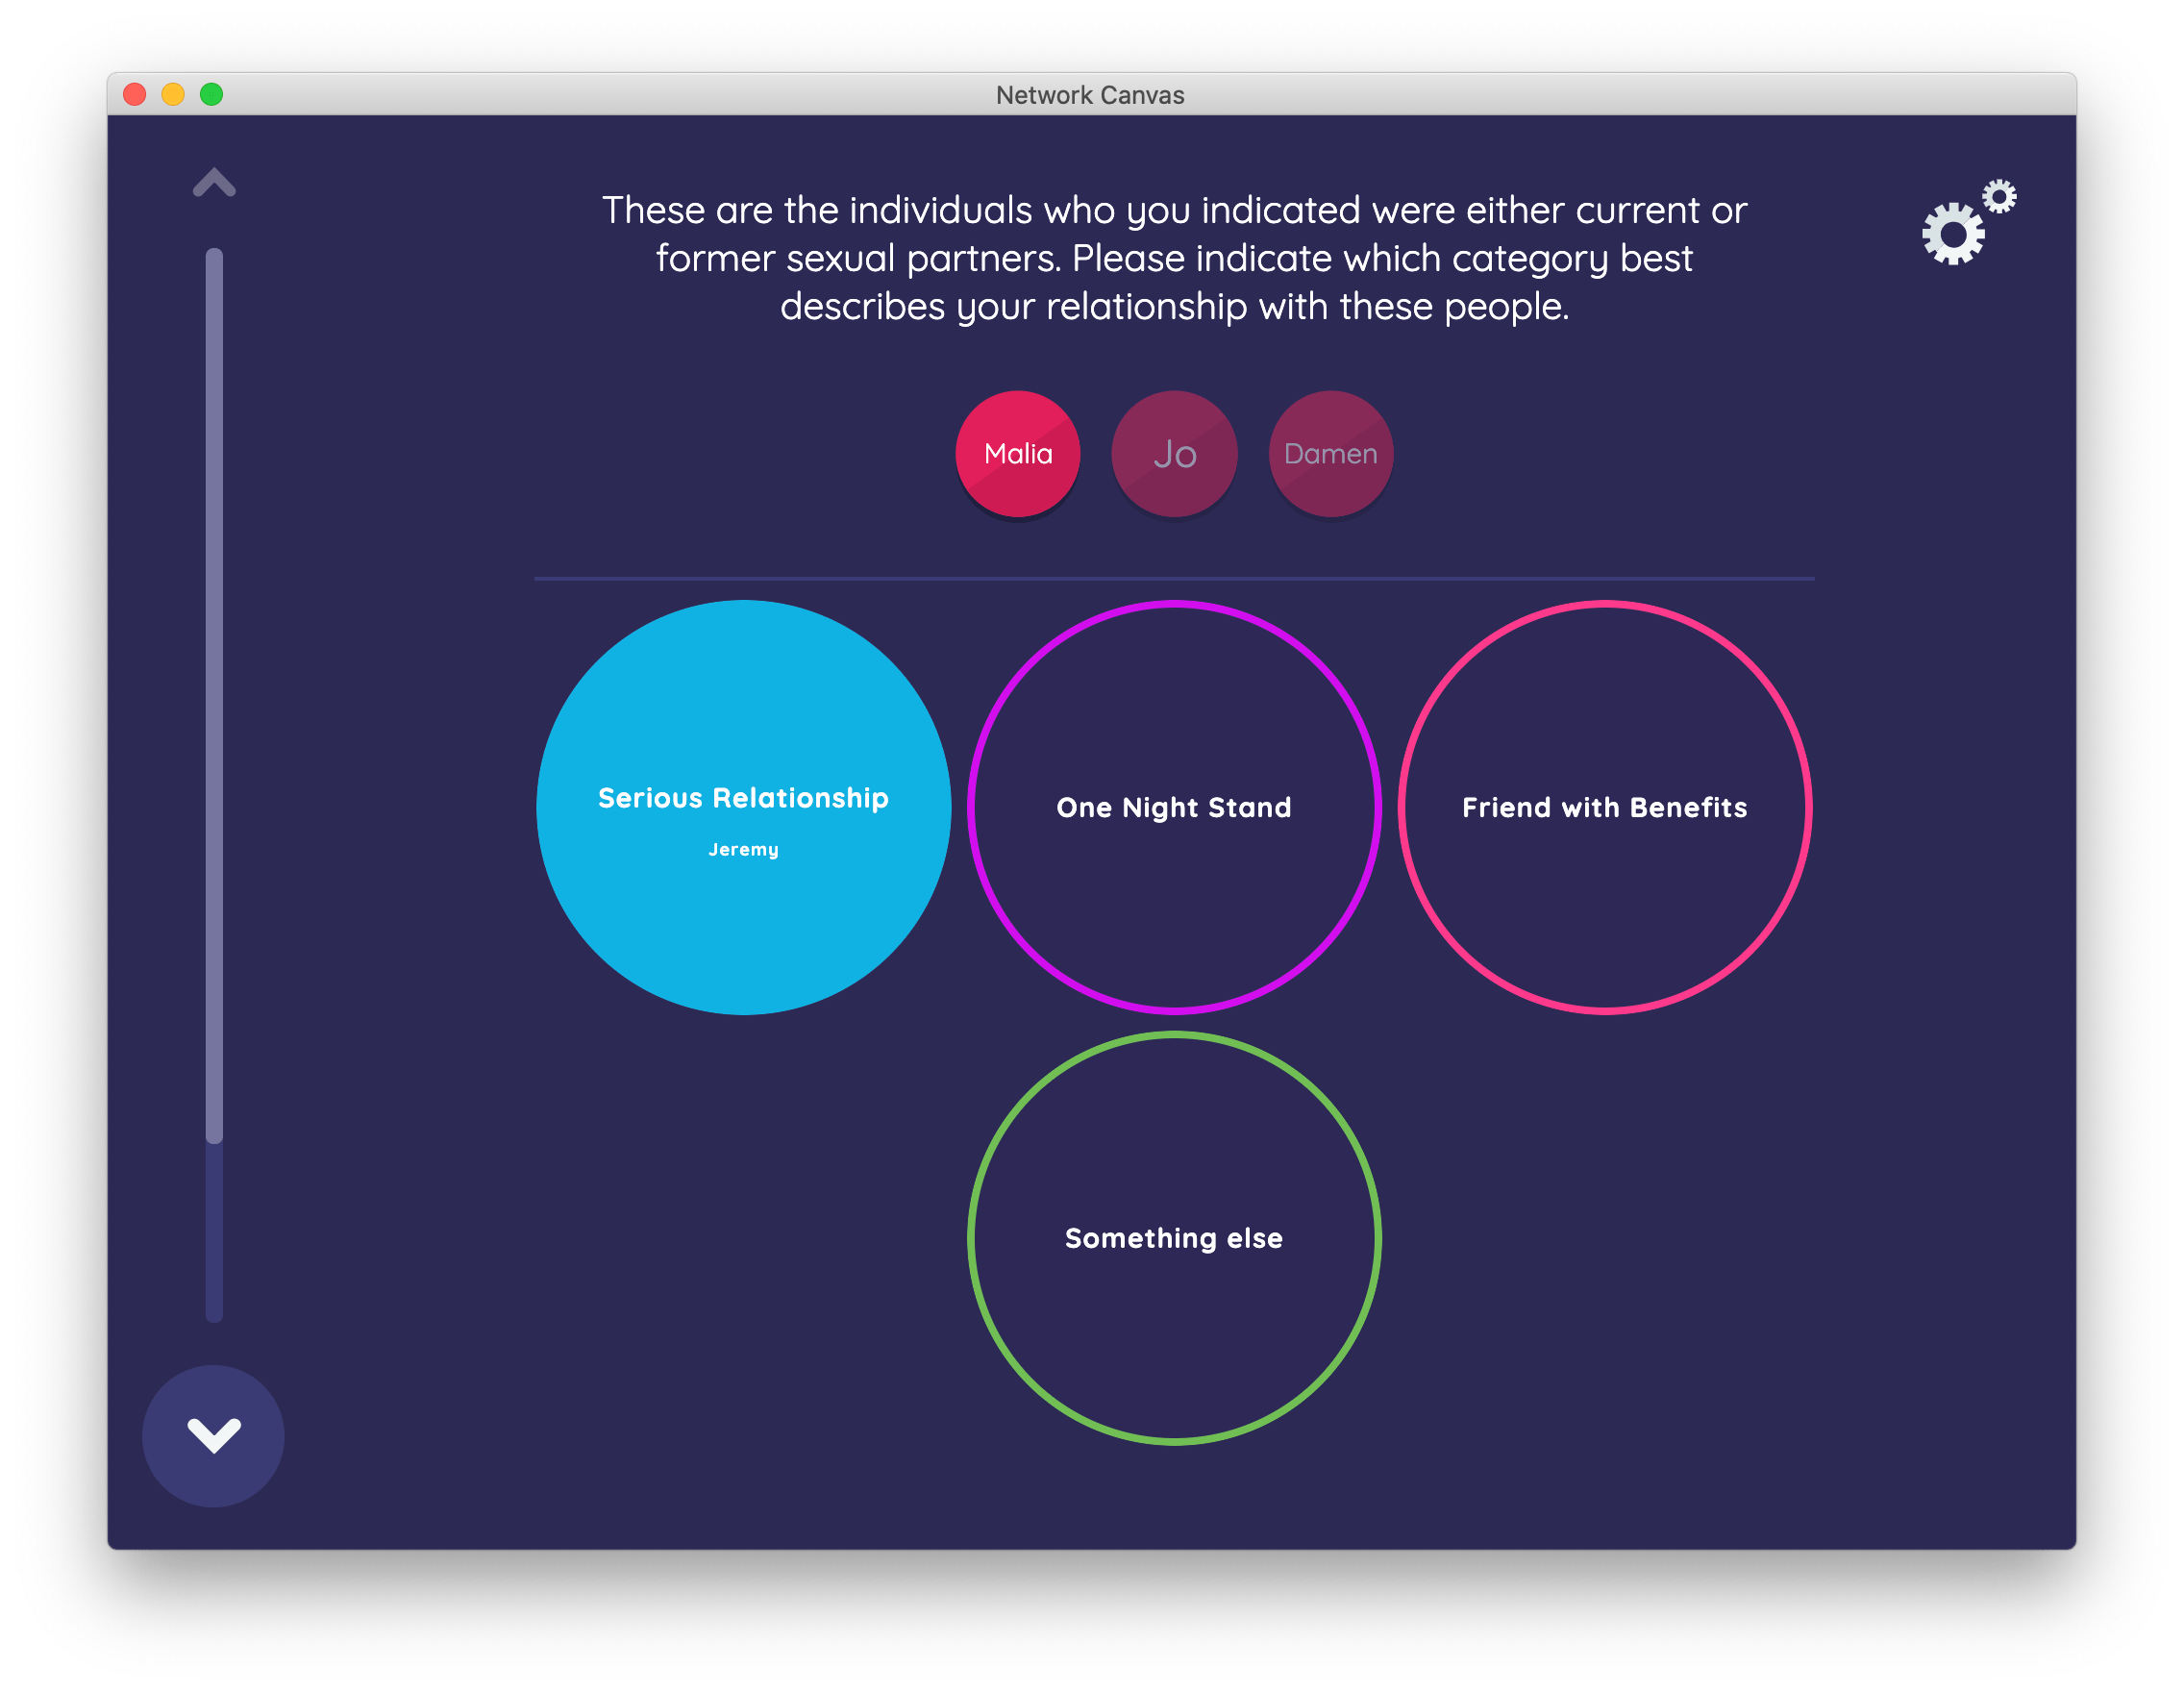 Network Canvas
These are the individuals who you indicated were either current or
former sexual partners. Please indicate which category best
describes your relationship with these people.
Malia
Jo
Damen
Serious Relationship
Jeremy
One Night Stand
Friend with Benefits
Something else